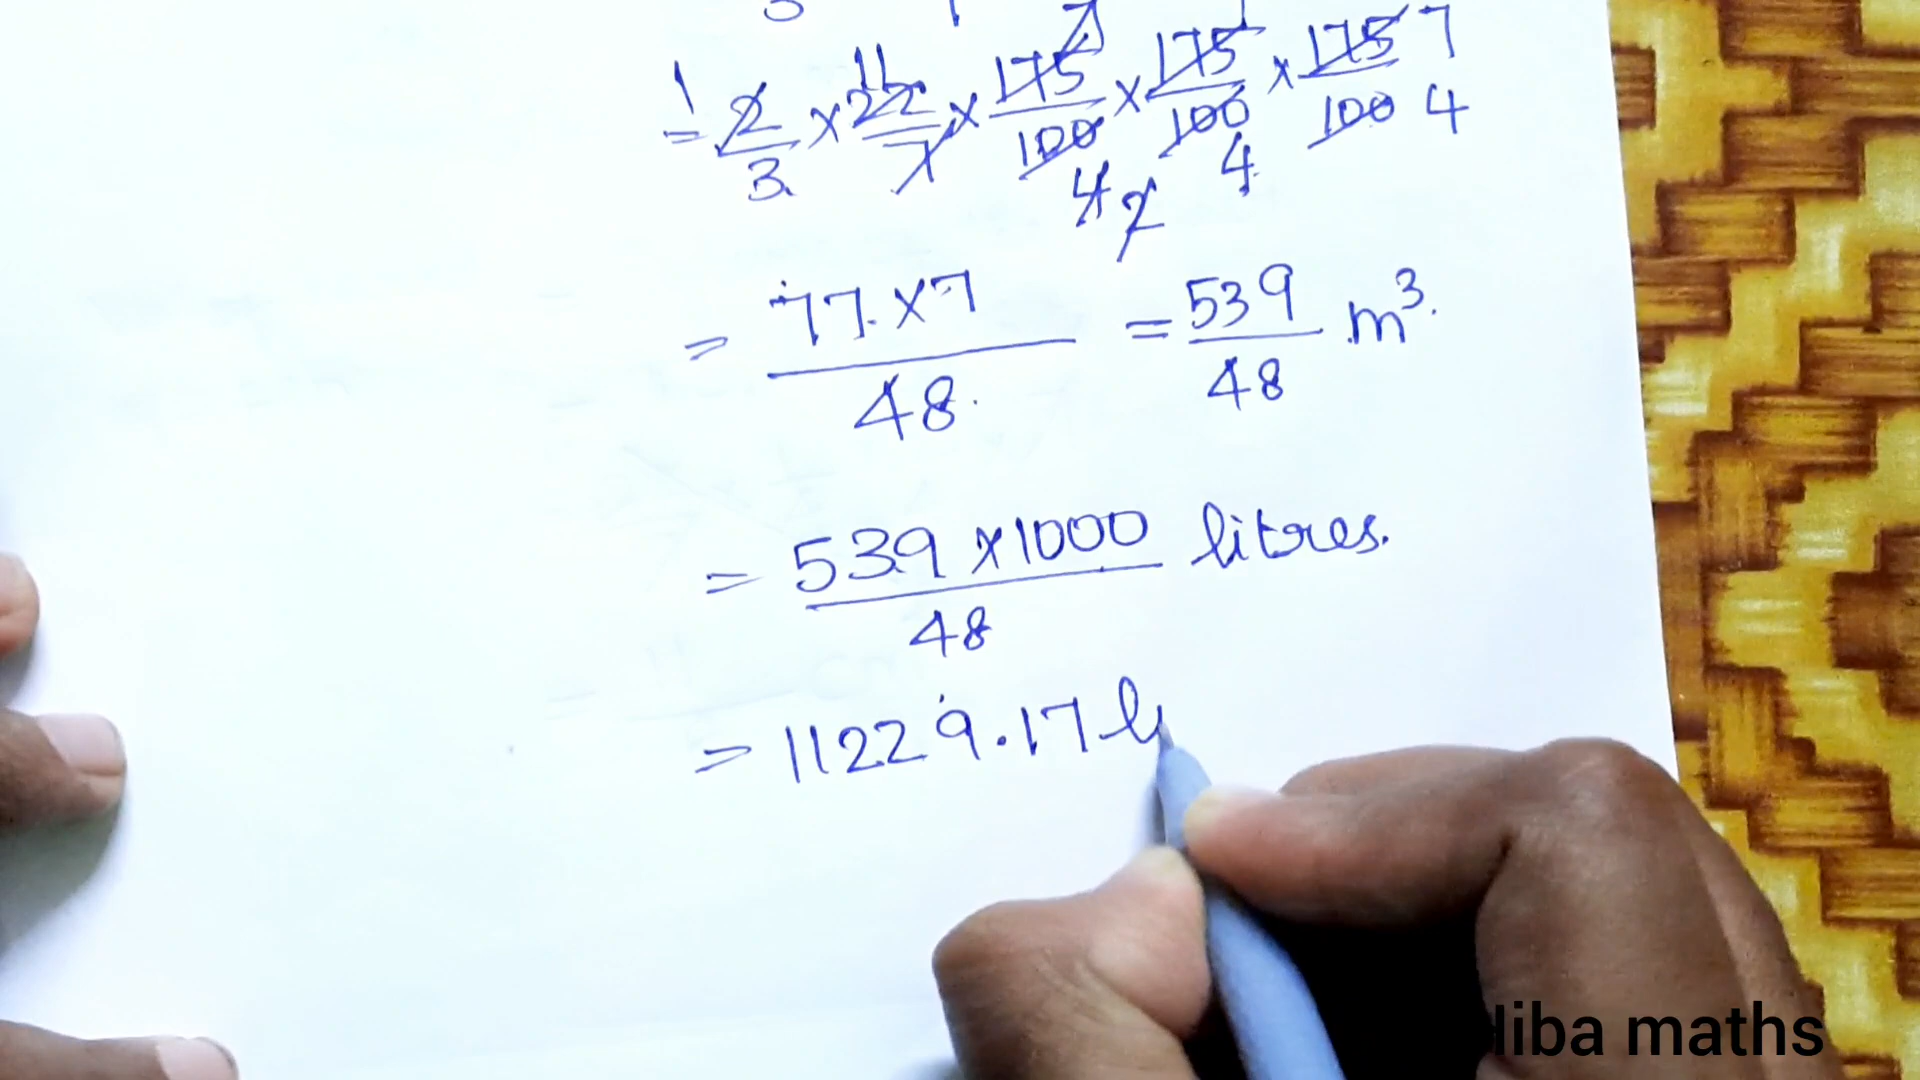 = 2/3 × 22/7 × 175/100 × 175/100 × 175/100
= 77 × 7 / 48 = 539/48 m³.
= 539 × 1000 / 48 litres.
= 11229.17 l
iba maths